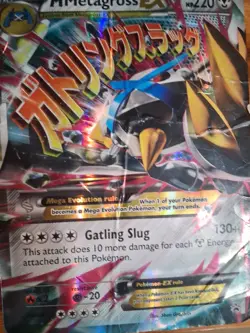 Metagross EX
HP220
ガトリングスラッグ
Mega Evolution rule
When 1 of your Pokémon
becomes a Mega Evolution Pokémon, your turn ends.
Gatling Slug 130+
This attack does 10 more damage for each Energy
attached to this Pokémon.
Pokémon-EX rule
-20